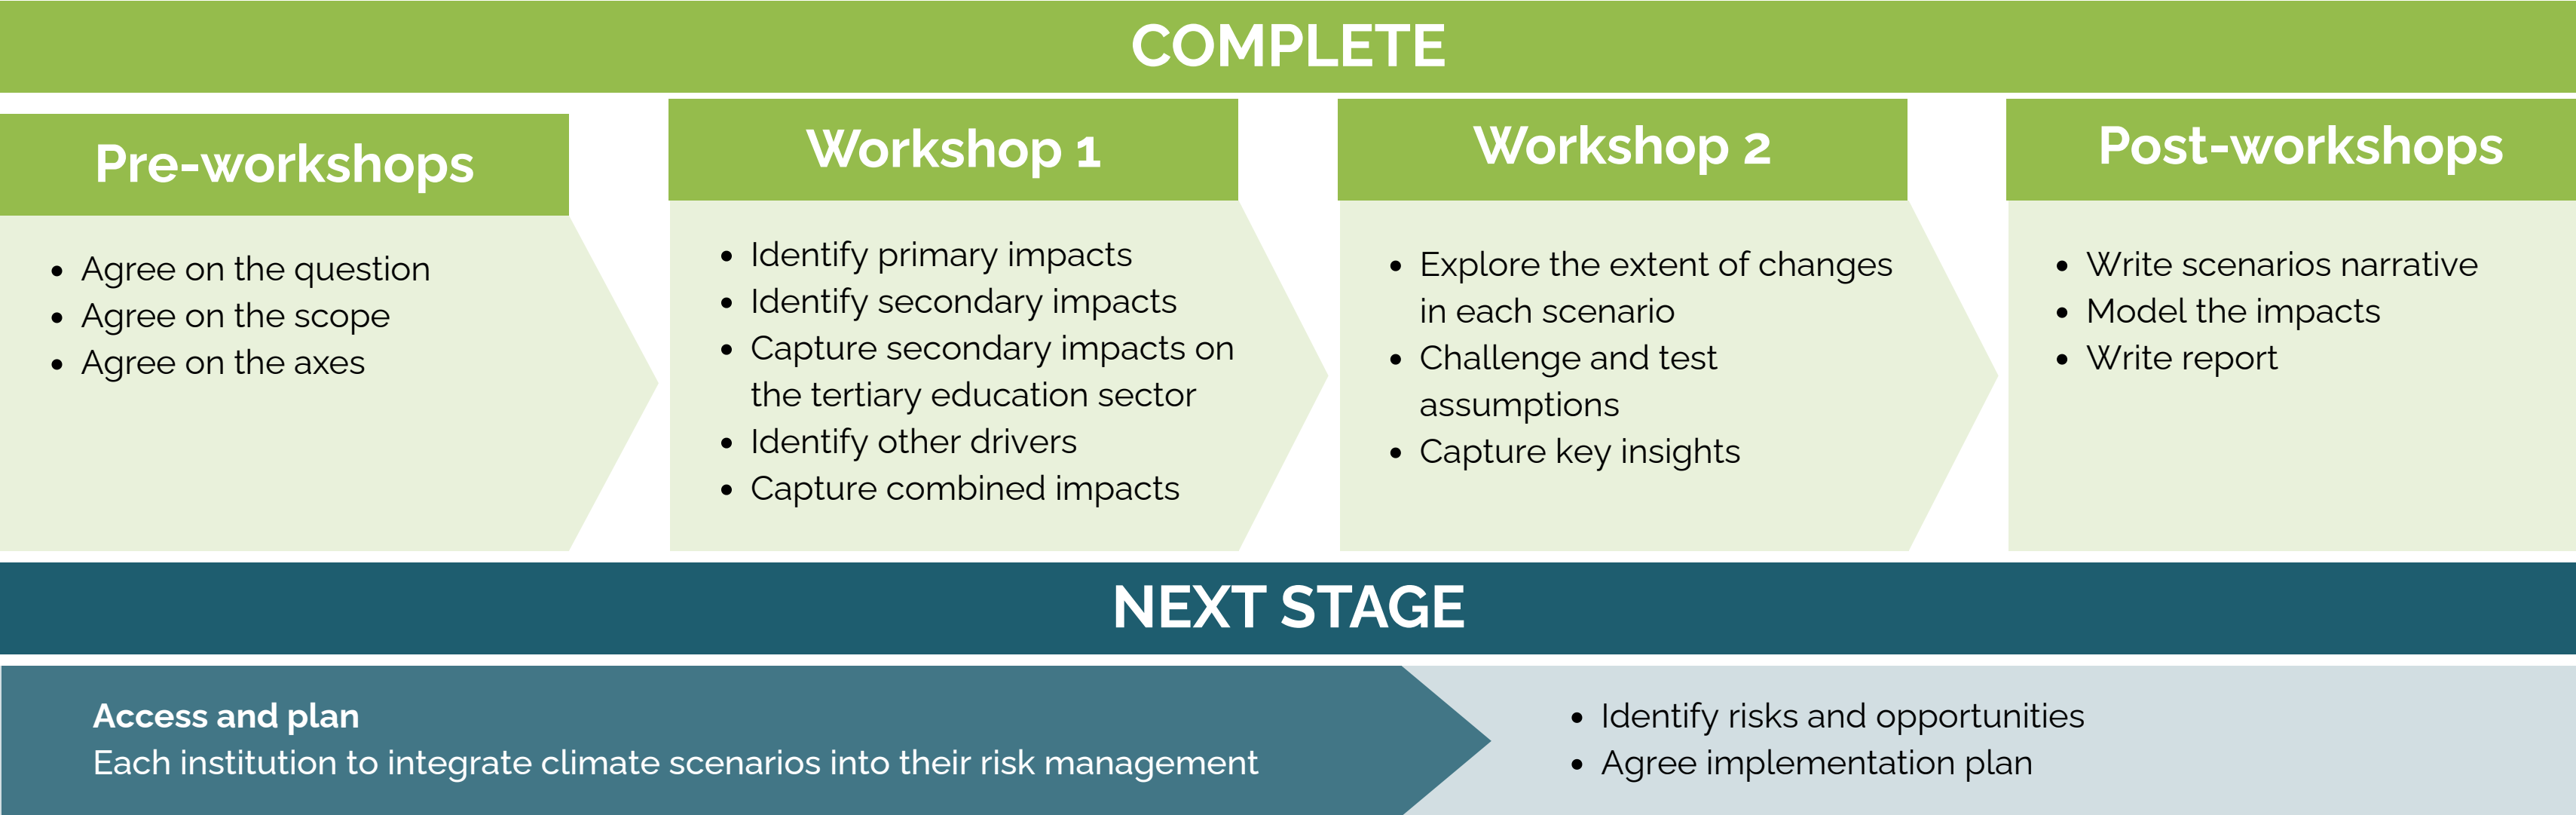 COMPLETE
Pre-workshops
• Agree on the question
• Agree on the scope
• Agree on the axes
Workshop 1
• Identify primary impacts
• Identify secondary impacts
• Capture secondary impacts on
the tertiary education sector
• Identify other drivers
• Capture combined impacts
Workshop 2
• Explore the extent of changes
in each scenario
• Challenge and test
assumptions
• Capture key insights
Post-workshops
• Write scenarios narrative
• Model the impacts
• Write report
NEXT STAGE
Access and plan
Each institution to integrate climate scenarios into their risk management
• Identify risks and opportunities
• Agree implementation plan